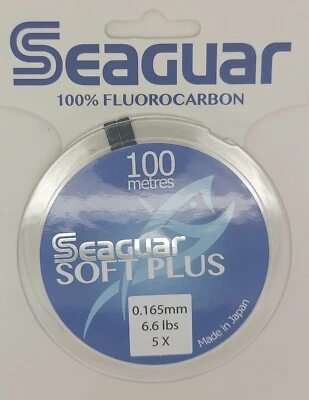 Seaguar
100% FLUOROCARBON
100
metres
Seaguar
SOFT PLUS
0.165mm
6.6 lbs
5 X
Made in Japan